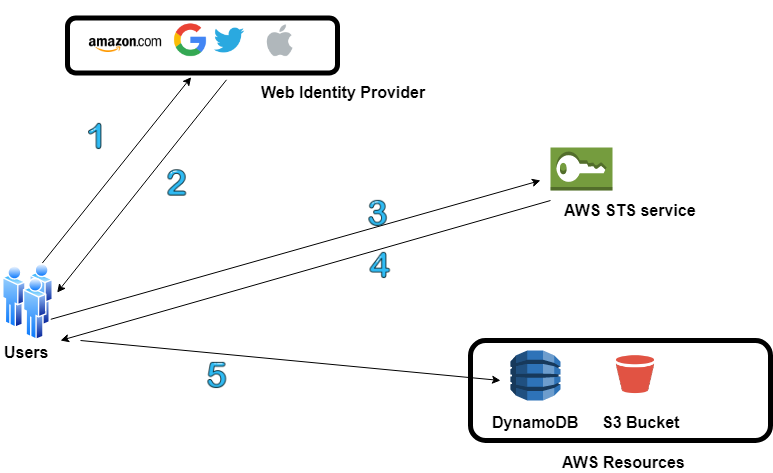 amazon.com
Web Identity Provider
1
2
AWS STS service
3
4
Users
5
DynamoDB
S3 Bucket
AWS Resources